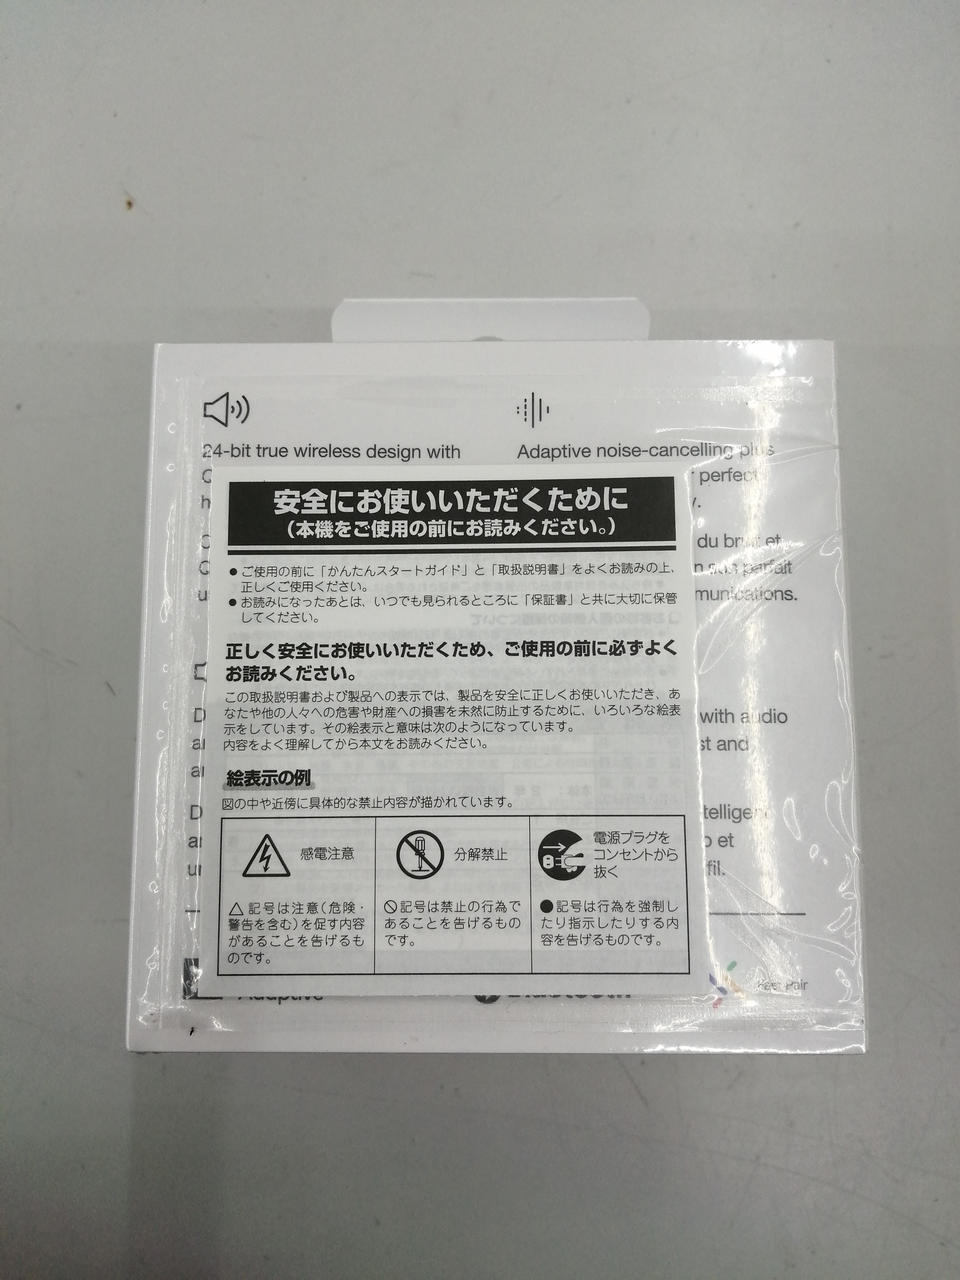 24-bit true wireless design with
Adaptive noise-cancelling plus
perfect
安全にお使いいただくために
(本機をご使用の前にお読みください。)
du bruit et
●ご使用の前に「かんたんスタートガイド」と「取扱説明書」をよくお読みの上、
正しくご使用ください。
●お読みになったあとは、いつでも見られるところに「保証書」と共に大切に保管
してください。
sus parfait
munications.
正しく安全にお使いいただくため、ご使用の前に必ずよく
お読みください。
この取扱説明書および製品への表示では、製品を安全に正しくお使いいただき、あ
なたや他の人々への危害や財産への損害を未然に防止するために、いろいろな絵表
示をしています。その絵表示と意味は次のようになっています。
内容をよく理解してから本文をお読みください。
with audio
st and
絵表示の例
図の中や近傍に具体的な禁止内容が描かれています。
telligent
o et
fil.
感電注意
分解禁止
電源プラグを
コンセントから
抜く
△記号は注意(危険・
警告を含む)を促す内容
があることを告げるも
のです。
記号は禁止の行為で
あることを告げるもの
です。
●記号は行為を強制し
たり指示したりする内
容を告げるものです。
Adaptive
Bluetooth
Fast Pair